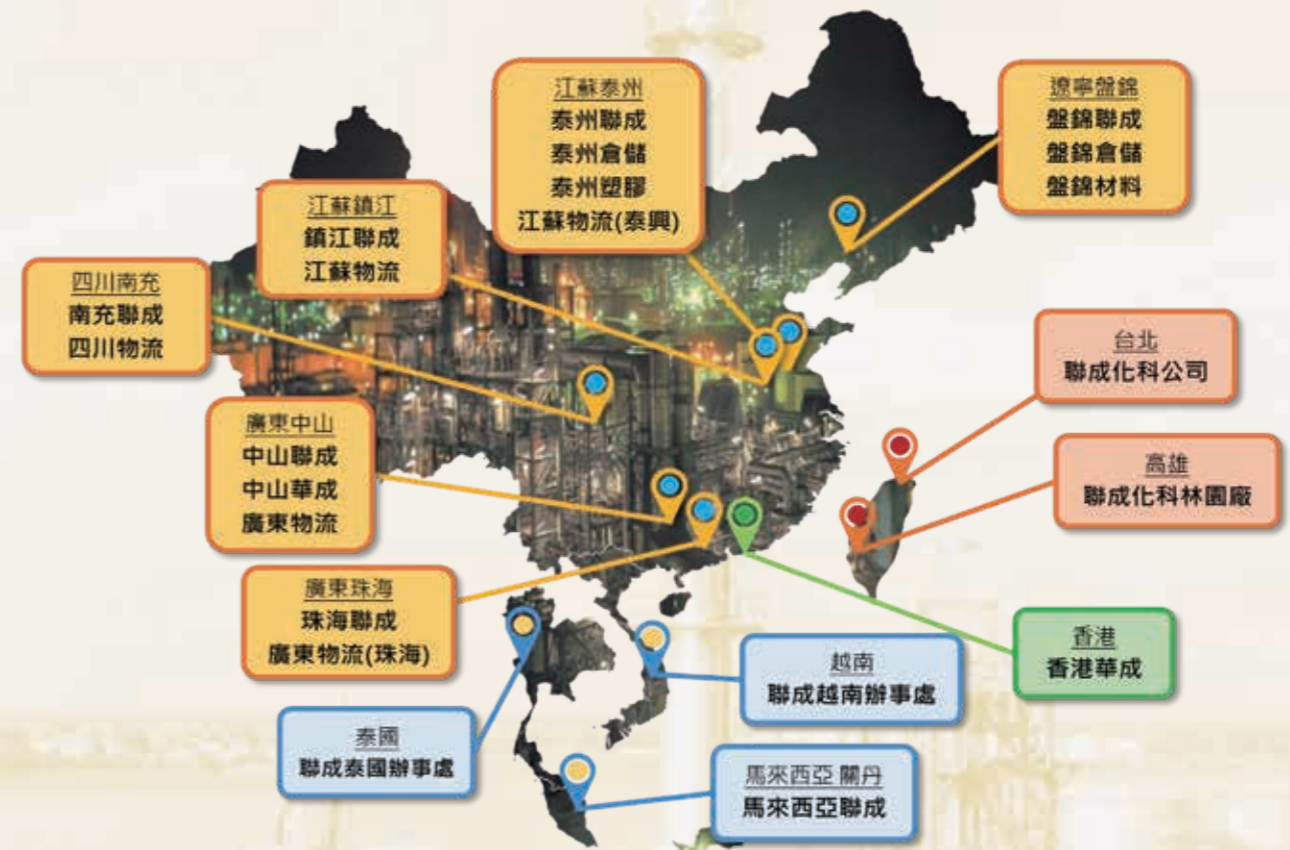 江蘇泰州
泰州聯成
泰州倉儲
泰州塑膠
江蘇物流(泰興)
遼寧盤錦
盤錦聯成
盤錦倉儲
盤錦材料
江蘇鎮江
鎮江聯成
江蘇物流
四川南充
南充聯成
四川物流
台北
聯成化科公司
廣東中山
中山聯成
中山華成
廣東物流
高雄
聯成化科林園廠
廣東珠海
珠海聯成
廣東物流(珠海)
香港
香港華成
越南
聯成越南辦事處
泰國
聯成泰國辦事處
馬來西亞 關丹
馬來西亞聯成